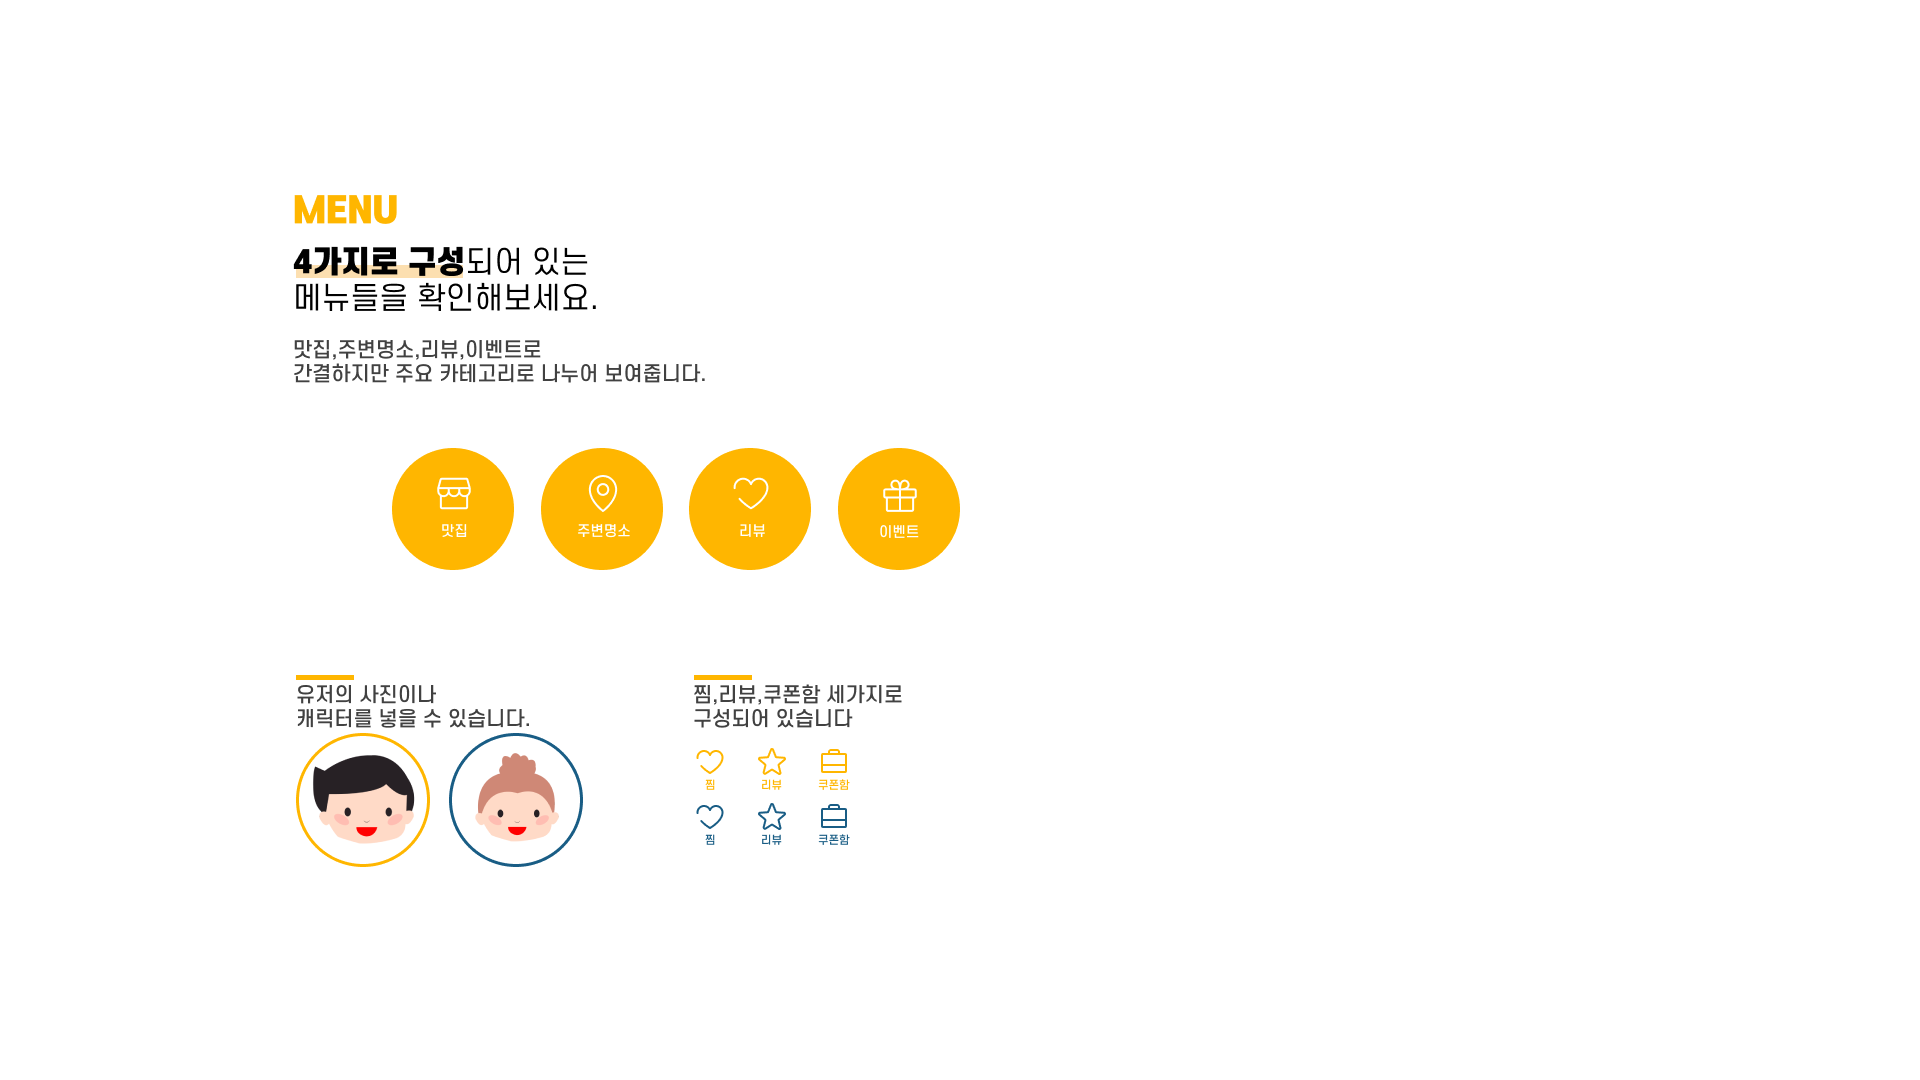 MENU
4가지로 구성되어 있는
메뉴들을 확인해보세요.
맛집,주변명소,리뷰,이벤트로
간결하지만 주요 카테고리로 나누어 보여줍니다.
맛집
주변명소
리뷰
이벤트
유저의 사진이나
캐릭터를 넣을 수 있습니다.
찜,리뷰,쿠폰함 세가지로
구성되어 있습니다
찜
리뷰
쿠폰함
찜
리뷰
쿠폰함